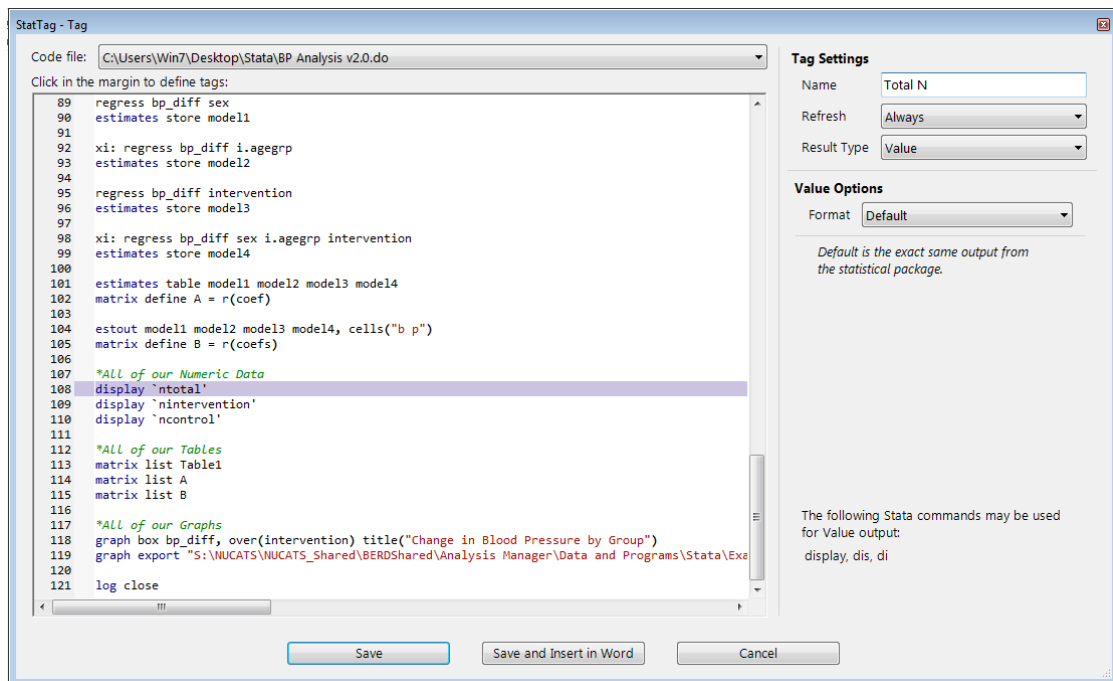 StatTag - Tag
Code file: C:\Users\Win7\Desktop\Stata\BP Analysis v2.0.do
Click in the margin to define tags:
89 regress bp_diff sex
90 estimates store model1
91
92 xi: regress bp_diff i.agegrp
93 estimates store model2
94
95 regress bp_diff intervention
96 estimates store model3
97
98 xi: regress bp_diff sex i.agegrp intervention
99 estimates store model4
100
101 estimates table model1 model2 model3 model4
102 matrix define A = r(coef)
103
104 estout model1 model2 model3 model4, cells("b p")
105 matrix define B = r(coefs)
106
107 *All of our Numeric Data
108 display `ntotal'
109 display `nintervention'
110 display `ncontrol'
111
112 *All of our Tables
113 matrix list Table1
114 matrix list A
115 matrix list B
116
117 *All of our Graphs
118 graph box bp_diff, over(intervention) title("Change in Blood Pressure by Group")
119 graph export "S:\NUCATS\NUCATS_Shared\BERDShared\Analysis Manager\Data and Programs\Stata\Exa
120
121 log close
Tag Settings
Name Total N
Refresh Always
Result Type Value
Value Options
Format Default
Default is the exact same output from
the statistical package.
The following Stata commands may be used
for Value output:
display, dis, di
Save
Save and Insert in Word
Cancel